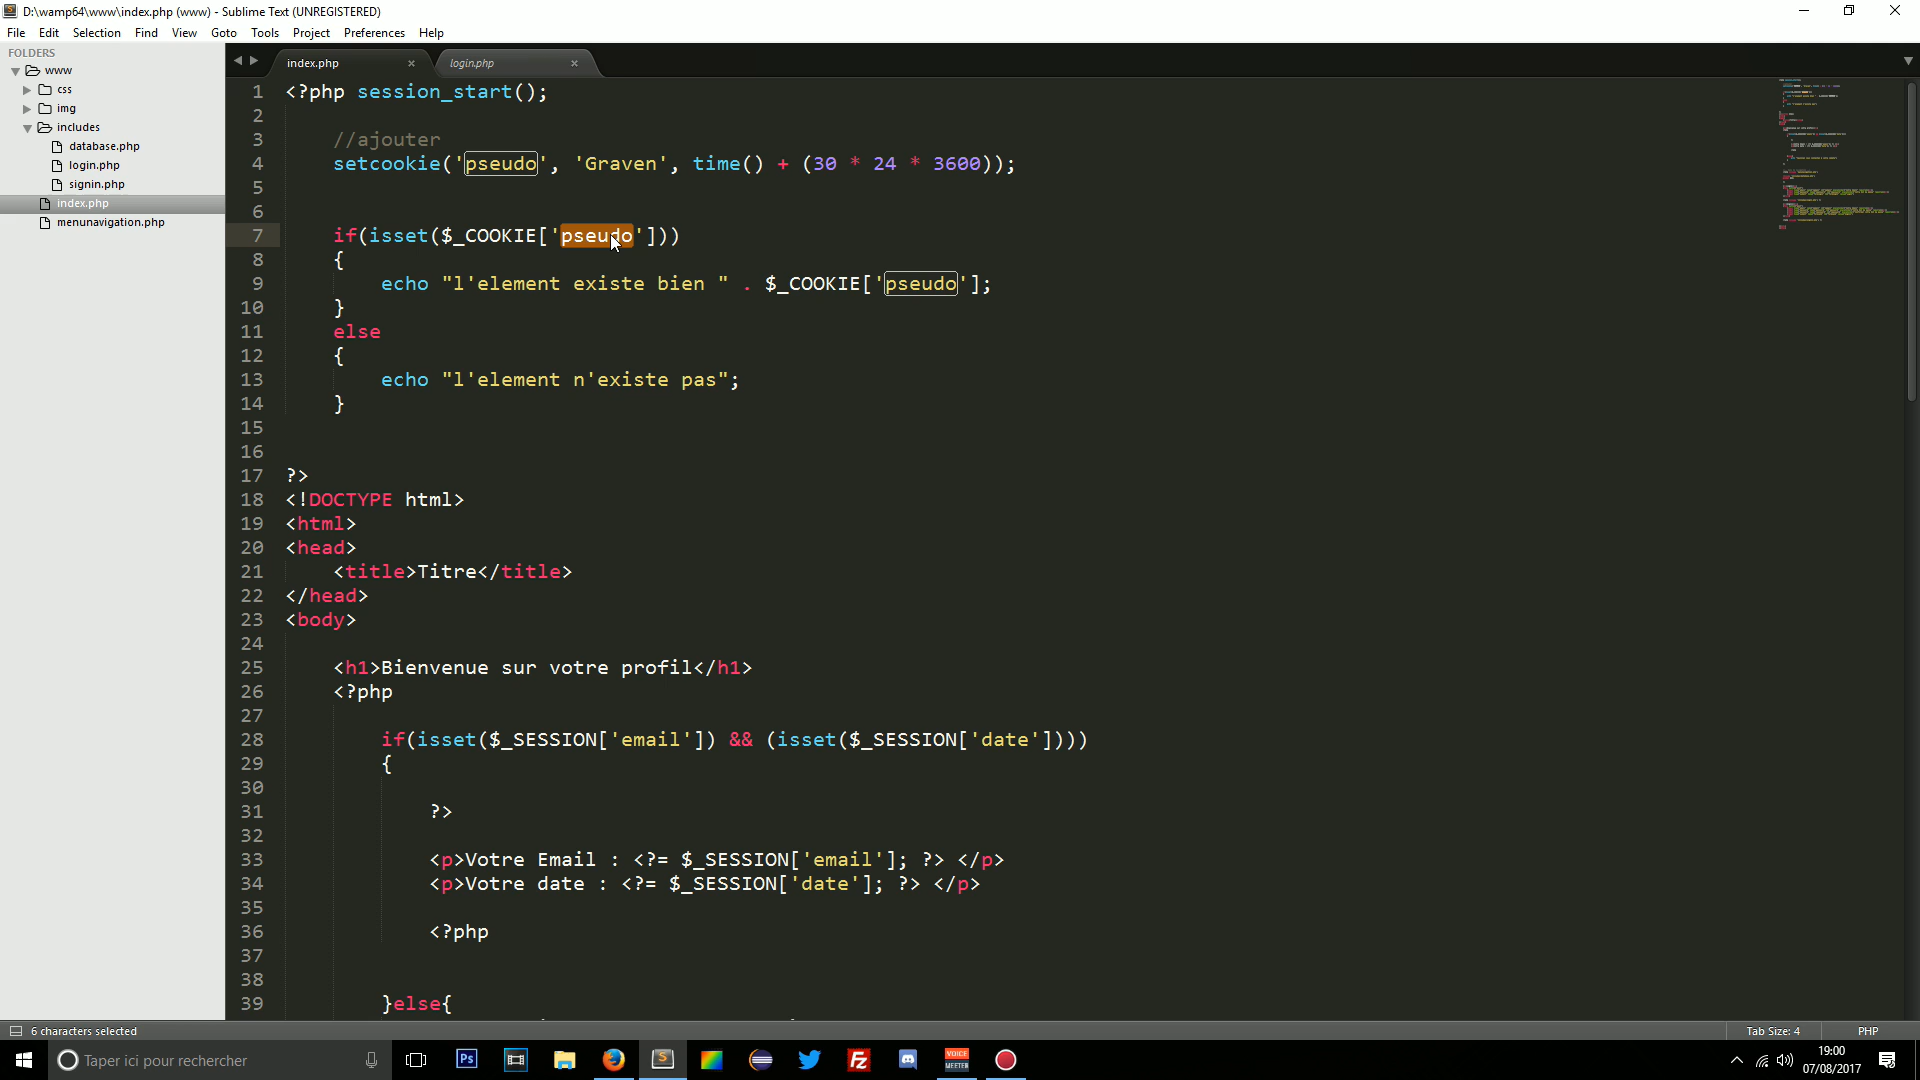 D:\wamp64\www\index.php (www) - Sublime Text (UNREGISTERED)
File Edit Selection Find View Goto Tools Project Preferences Help
FOLDERS
www
css
img
includes
database.php
login.php
signin.php
index.php
menunavigation.php
index.php
login.php
1 <?php session_start();
2
3 //ajouter
4 setcookie('pseudo', 'Graven', time() + (30 * 24 * 3600));
5
6
7 if(isset($_COOKIE['pseudo']))
8 {
9 echo "l'element existe bien " . $_COOKIE['pseudo'];
10 }
11 else
12 {
13 echo "l'element n'existe pas";
14 }
15
16
17 ?>
18 <!DOCTYPE html>
19 <html>
20 <head>
21 <title>Titre</title>
22 </head>
23 <body>
24
25 <h1>Bienvenue sur votre profil</h1>
26 <?php
27
28 if(isset($_SESSION['email']) && (isset($_SESSION['date'])))
29 {
30
31 ?>
32
33 <p>Votre Email : <?= $_SESSION['email']; ?> </p>
34 <p>Votre date : <?= $_SESSION['date']; ?> </p>
35
36 <?php
37
38
39 }else{
6 characters selected
Tab Size: 4
PHP
Taper ici pour rechercher
Ps
VOICE
MEETER
19:00
07/08/2017